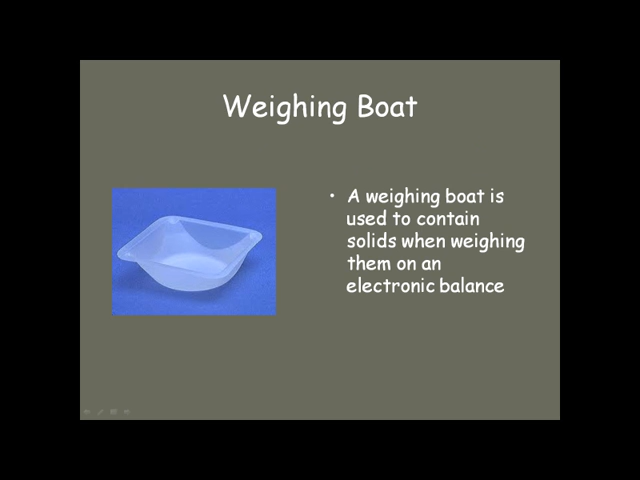 Weighing Boat
• A weighing boat is
used to contain
solids when weighing
them on an
electronic balance